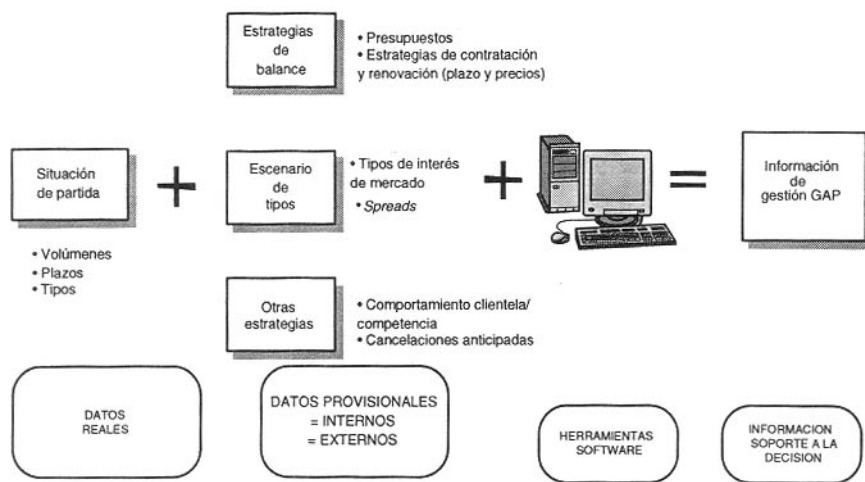 Estrategias
de
balance
• Presupuestos
• Estrategias de contratación
y renovación (plazo y precios)
Situación
de partida
+
Escenario
de
tipos
• Tipos de interés
de mercado
• Spreads
+
=
Información
de
gestión GAP
• Volúmenes
• Plazos
• Tipos
Otras
estrategias
• Comportamiento clientela/
competencia
• Cancelaciones anticipadas
DATOS
REALES
DATOS PROVISIONALES
= INTERNOS
= EXTERNOS
HERRAMIENTAS
SOFTWARE
INFORMACION
SOPORTE A LA
DECISION